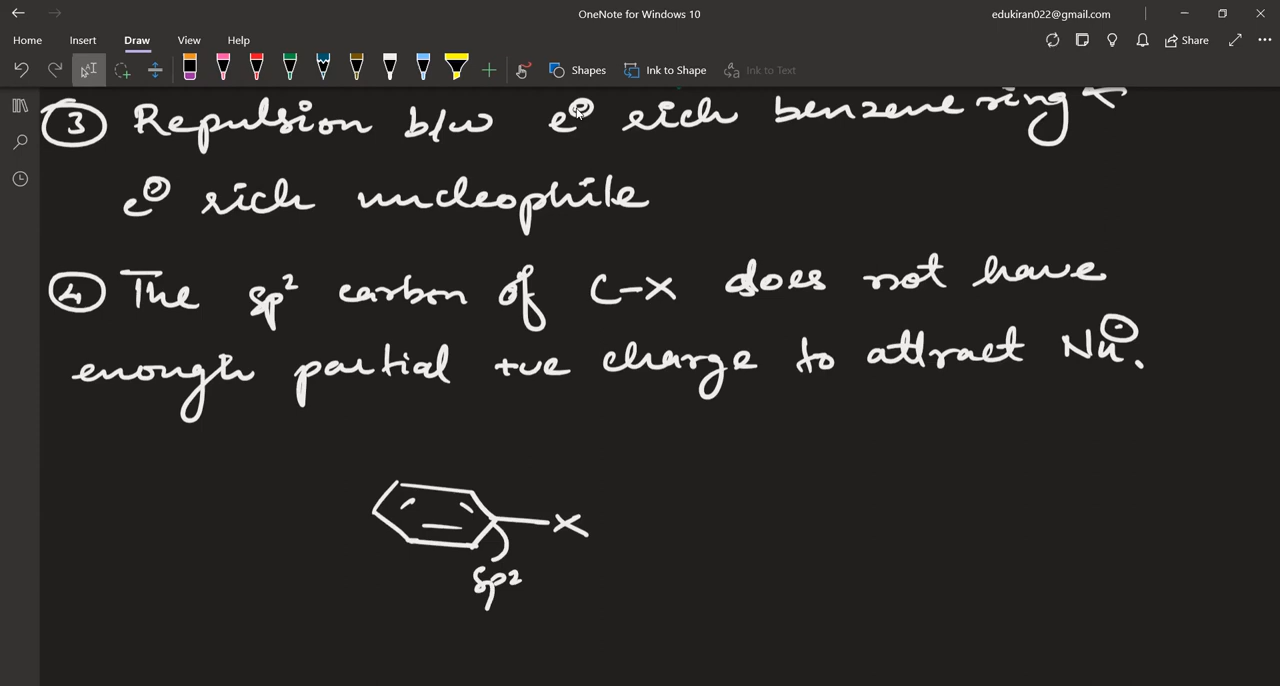 OneNote for Windows 10
edukiran022@gmail.com
Home Insert Draw View Help
Share
Shapes Ink to Shape Ink to Text
③ Repulsion b/w e⊖ rich benzene ring +
e⊖ rich nucleophile
④ The sp² carbon of C-X does not have
enough partial +ve charge to attract Nu⊖.
X
sp2